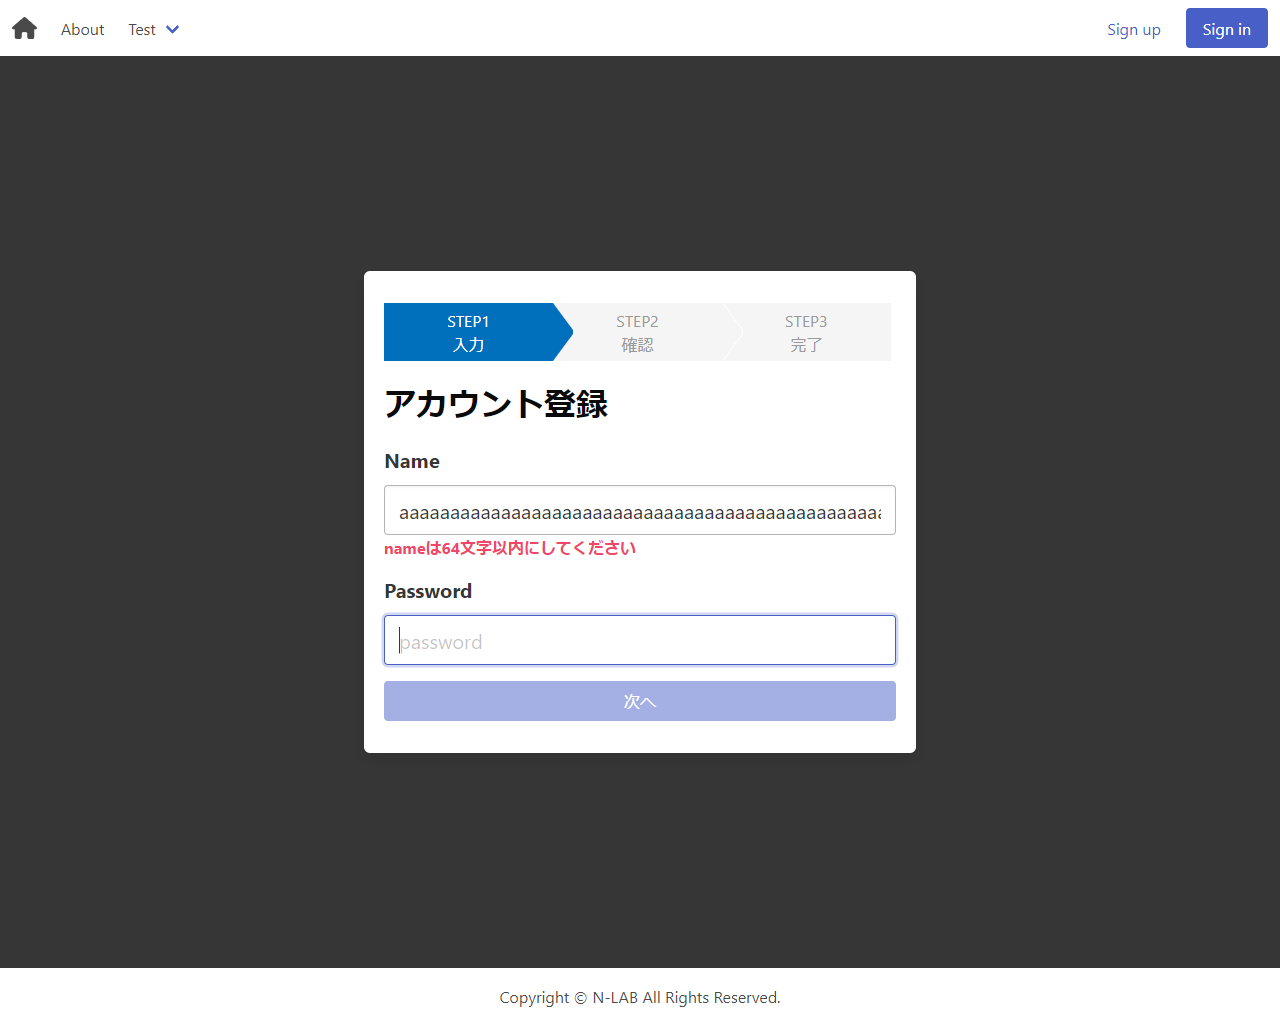 About Test Sign up Sign in
STEP1 STEP2 STEP3
入力 確認 完了
アカウント登録
Name
nameは64文字以内にしてください
Password
password
次へ
Copyright © N-LAB All Rights Reserved.